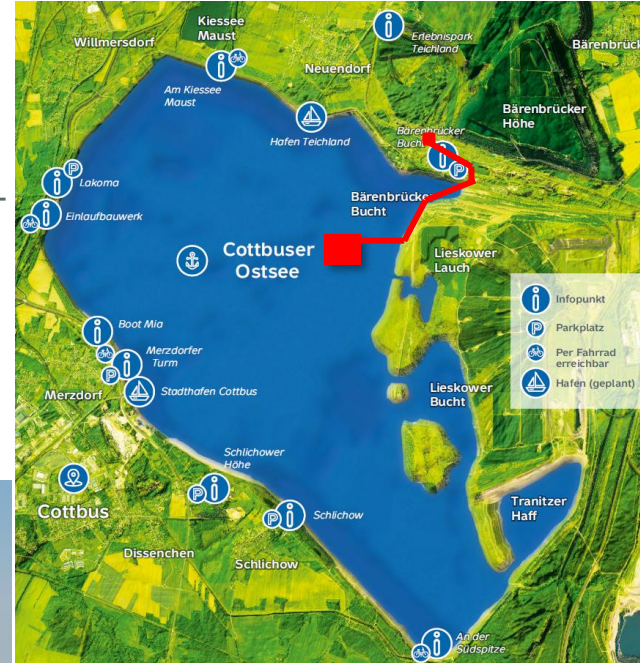 Willmersdorf
Kiessee
Maust
Erlebnispark
Teichland
Neuendorf
Am Kiessee
Maust
Hafen Teichland
Bärenbrücker
Höhe
Bärenbrücker
Bucht
P
P
Lakoma
Einlaufbauwerk
Bärenbrücker
Bucht
Cottbuser
Ostsee
Lieskower
Lauch
Infopunkt
P
Parkplatz
Per Fahrrad
erreichbar
Hafen (geplant)
Boot Mia
Merzdorfer
Turm
P
Stadthafen Cottbus
Merzdorf
Lieskower
Bucht
Schlichower
Höhe
P
Cottbus
P
Schlichow
Tranitzer
Haff
Dissenchen
Schlichow
An der
Südspitze